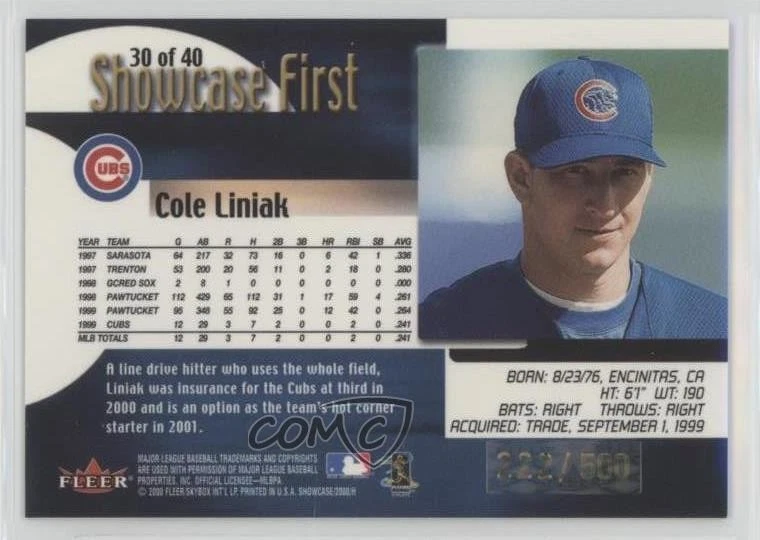 30 of 40
Showcase First
CUBS
Cole Liniak
YEAR TEAM G AB R H 2B 3B HR RBI SB AVG
1997 SARASOTA 64 217 32 73 16 0 6 42 1 .336
1997 TRENTON 53 200 20 56 11 0 2 18 0 .280
1998 GCRED SOX 2 8 1 0 0 0 0 0 0 .000
1998 PAWTUCKET 112 429 65 112 31 1 17 59 4 .261
1999 PAWTUCKET 95 348 55 92 25 0 12 42 0 .264
1999 CUBS 12 29 3 7 2 0 0 2 0 .241
MLB TOTALS 12 29 3 7 2 0 0 2 0 .241
A line drive hitter who uses the whole field,
Liniak was insurance for the Cubs at third in
2000 and is an option as the team's hot corner
starter in 2001.
BORN: 8/23/76, ENCINITAS, CA
HT: 6'1" WT: 190
BATS: RIGHT THROWS: RIGHT
ACQUIRED: TRADE, SEPTEMBER 1, 1999
222/500
COMC
FLEER
MAJOR LEAGUE BASEBALL TRADEMARKS AND COPYRIGHTS
ARE USED WITH PERMISSION OF MAJOR LEAGUE BASEBALL
PROPERTIES, INC. OFFICIAL LICENSEE—MLBPA
© 2000 FLEER/SKYBOX INT'L LP. PRINTED IN U.S.A. SHOWCASE/2000/H